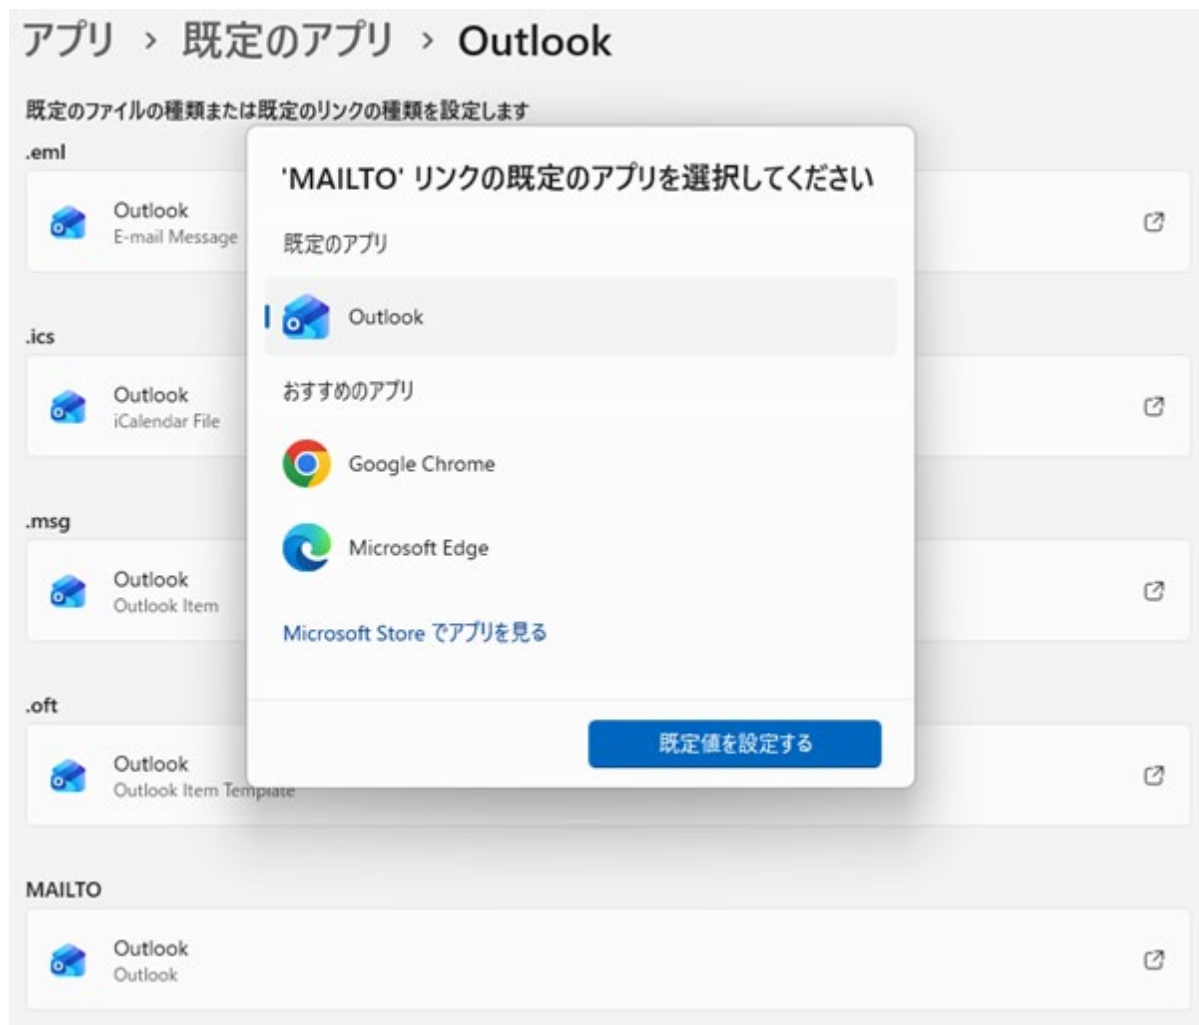 アプリ › 既定のアプリ › Outlook
既定のファイルの種類または既定のリンクの種類を設定します
.eml
Outlook
E-mail Message
.ics
Outlook
iCalendar File
.msg
Outlook
Outlook Item
.oft
Outlook
Outlook Item Template
MAILTO
Outlook
Outlook
'MAILTO' リンクの既定のアプリを選択してください
既定のアプリ
Outlook
おすすめのアプリ
Google Chrome
Microsoft Edge
Microsoft Store でアプリを見る
既定値を設定する